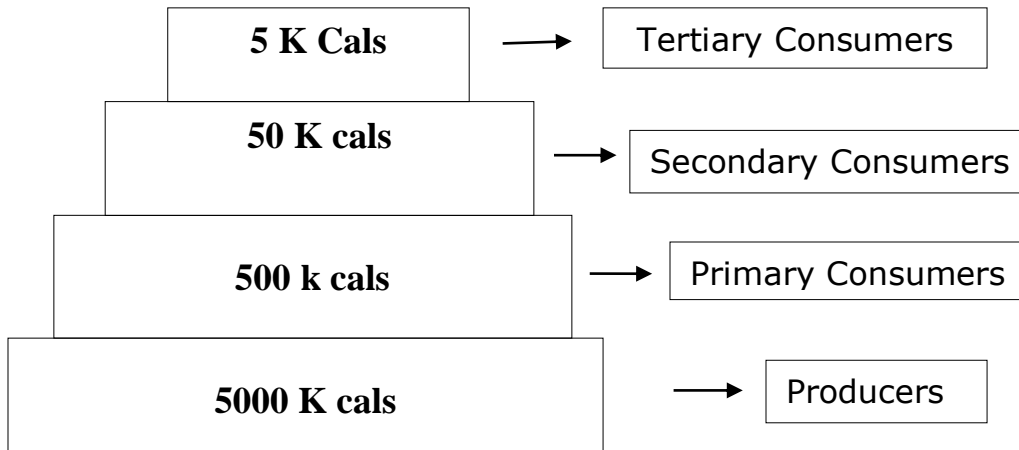 5 K Cals
Tertiary Consumers
50 K cals
Secondary Consumers
500 k cals
Primary Consumers
5000 K cals
Producers